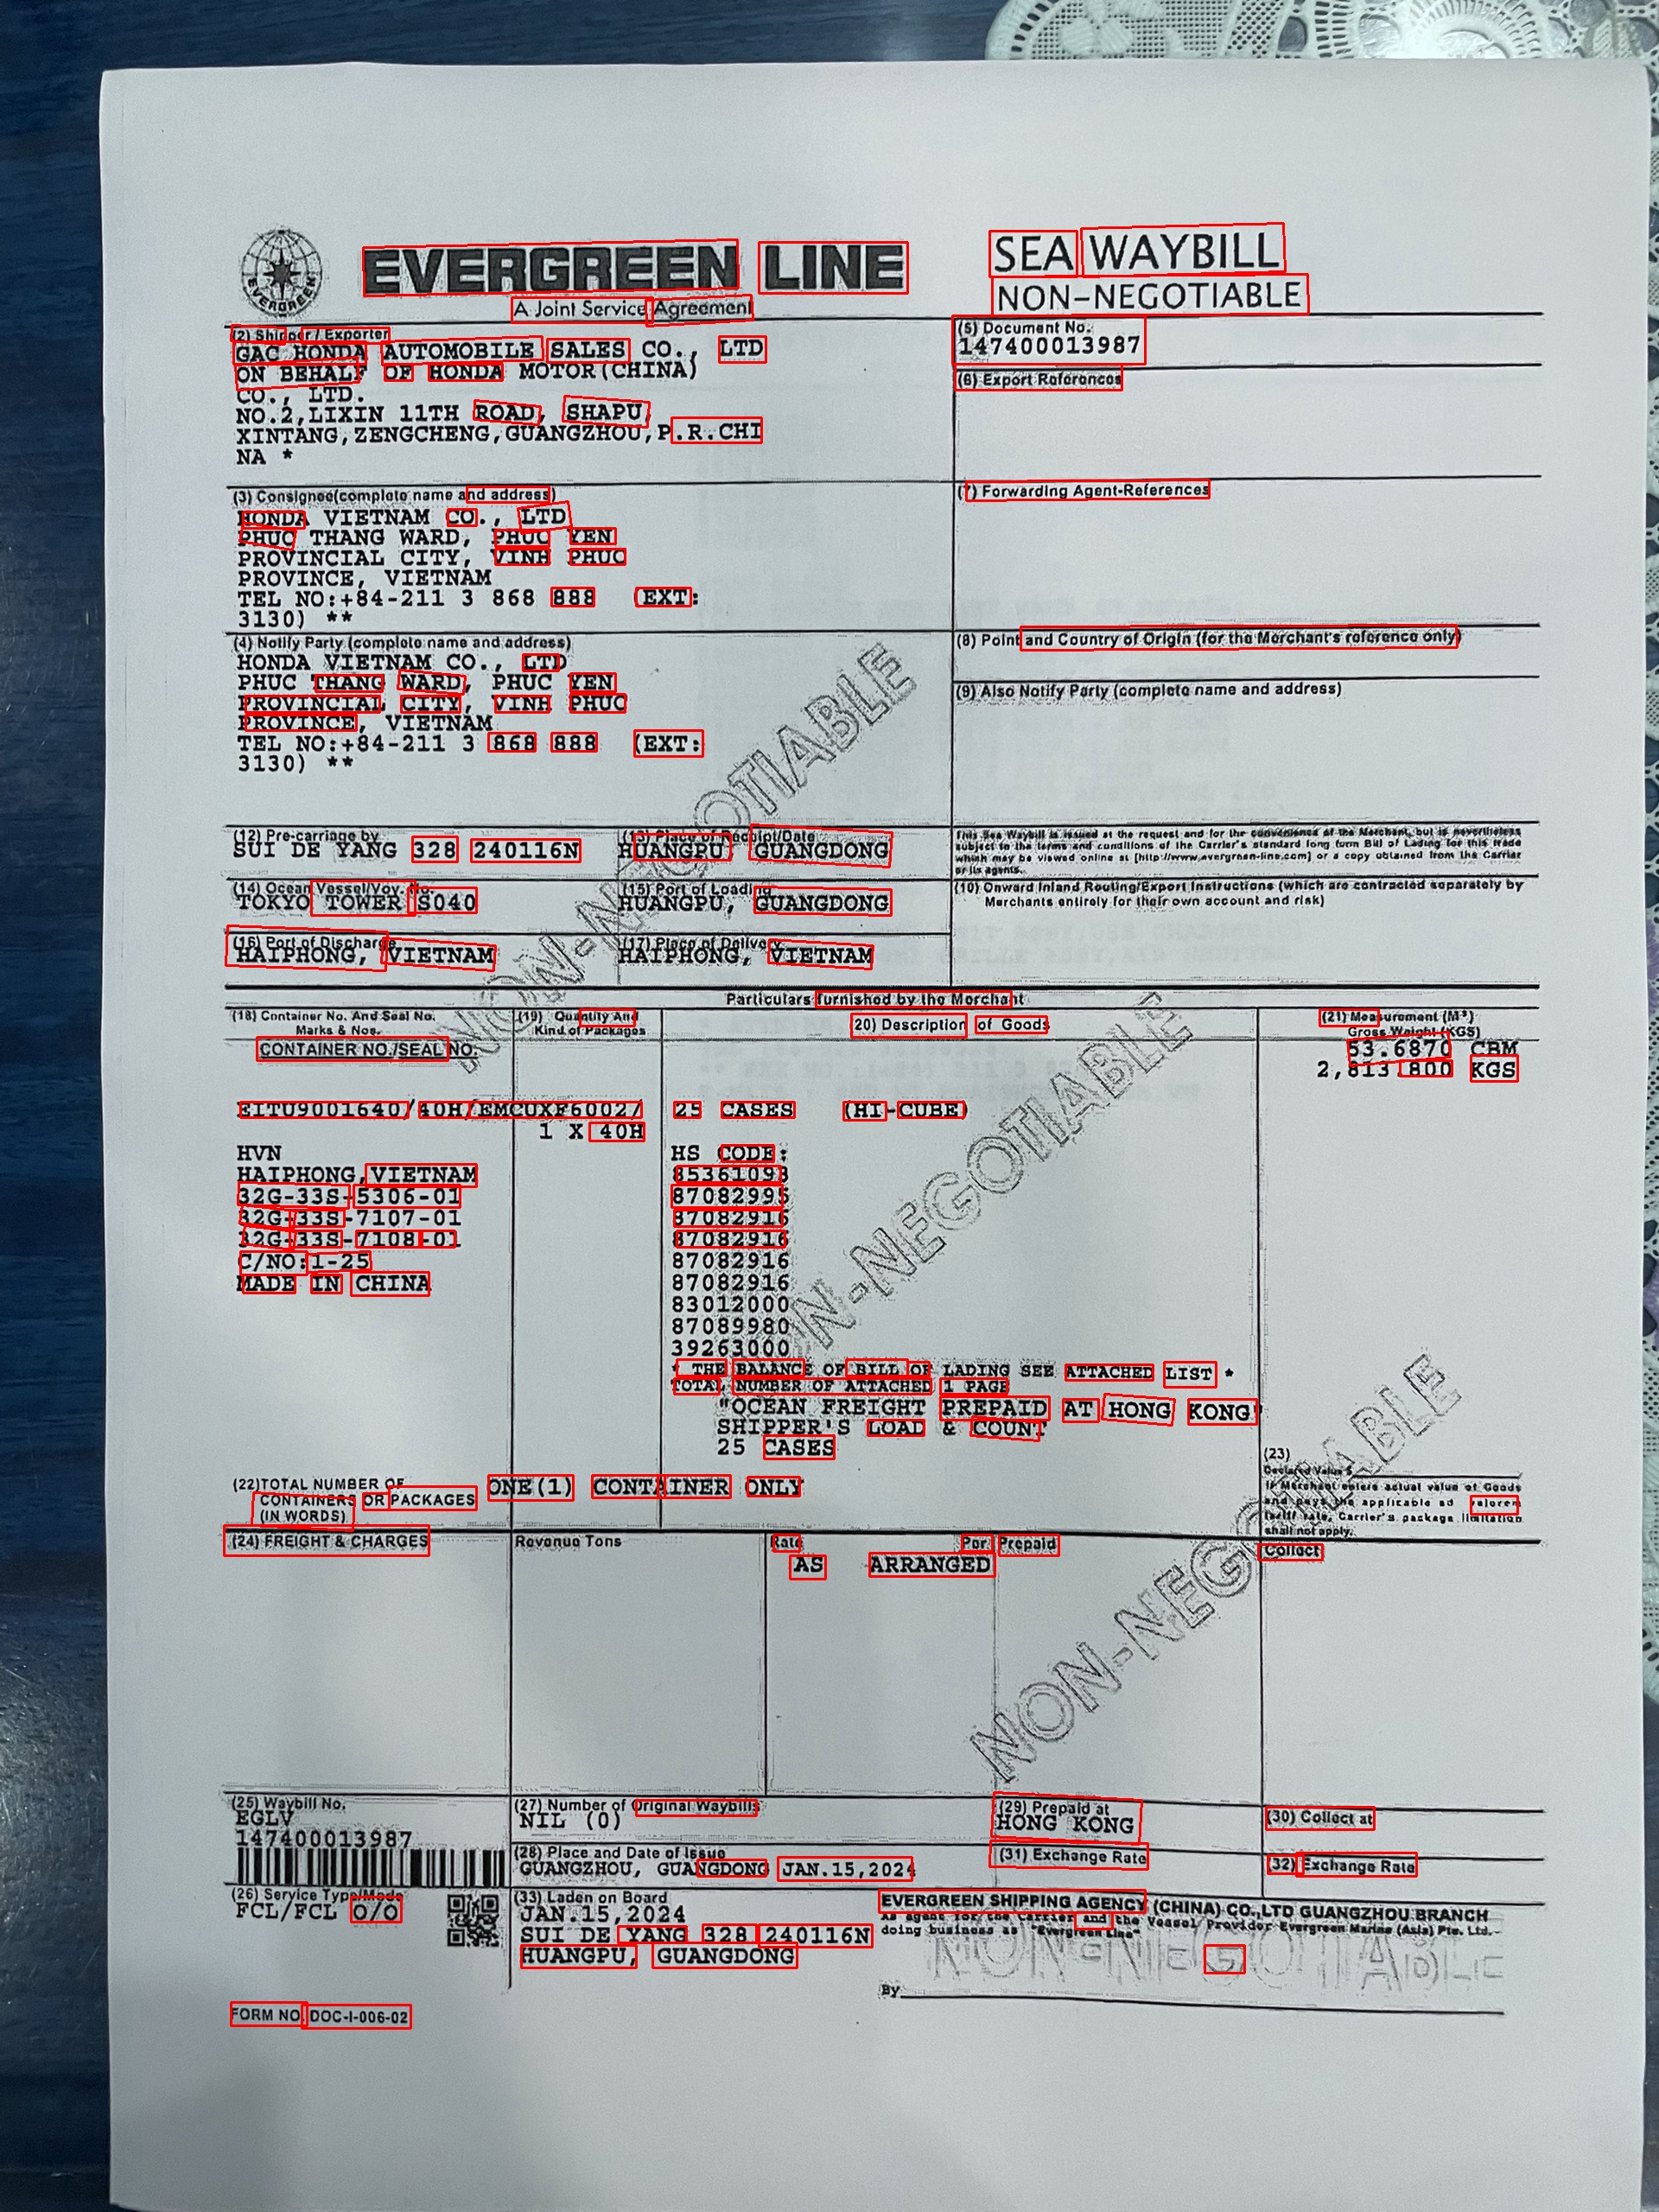 EVERGREEN
EVERGREEN LINE
A Joint Service Agreement
SEA WAYBILL
NON-NEGOTIABLE
(2) Shipper / Exporter
GAC HONDA AUTOMOBILE SALES CO., LTD
ON BEHALF OF HONDA MOTOR(CHINA)
CO., LTD.
NO.2,LIXIN 11TH ROAD, SHAPU,
XINTANG,ZENGCHENG,GUANGZHOU,P.R.CHI
NA *
(5) Document No.
147400013987
(6) Export References
(3) Consignee(complete name and address)
HONDA VIETNAM CO., LTD
PHUC THANG WARD, PHUC YEN
PROVINCIAL CITY, VINH PHUC
PROVINCE, VIETNAM
TEL NO:+84-211 3 868 888 (EXT:
3130) **
(7) Forwarding Agent-References
(4) Notify Party (complete name and address)
HONDA VIETNAM CO., LTD
PHUC THANG WARD, PHUC YEN
PROVINCIAL CITY, VINH PHUC
PROVINCE, VIETNAM
TEL NO:+84-211 3 868 888 (EXT:
3130) **
(8) Point and Country of Origin (for the Merchant's reference only)
(9) Also Notify Party (complete name and address)
(12) Pre-carriage by
SUI DE YANG 328 240116N
(13) Place of Receipt/Date
HUANGPU, GUANGDONG
This Sea Waybill is issued at the request and for the convenience of the Merchant, but is nevertheless
subject to the terms and conditions of the Carrier's standard long form Bill of Lading for this trade
which may be viewed online at [http://www.evergreen-line.com] or a copy obtained from the Carrier
or its agents.
(14) Ocean Vessel/Voy. No.
TOKYO TOWER S040
(15) Port of Loading
HUANGPU, GUANGDONG
(10) Onward Inland Routing/Export Instructions (which are contracted separately by
Merchants entirely for their own account and risk)
(16) Port of Discharge
HAIPHONG, VIETNAM
(17) Place of Delivery
HAIPHONG, VIETNAM
NON-NEGOTIABLE
Particulars furnished by the Merchant
(18) Container No. And Seal No.
Marks & Nos.
(19) Quantity And
Kind of Packages
20) Description of Goods
(21) Measurement (M³)
Gross Weight (KGS)
CONTAINER NO./SEAL NO.
53.6870 CBM
2,813.800 KGS
EITU9001640/40H/EMCUXF6002/ 25 CASES (HI-CUBE)
1 X 40H
HVN
HAIPHONG,VIETNAM
32G-33S-5306-01
32G-33S-7107-01
32G-33S-7108-01
C/NO:1-25
MADE IN CHINA
HS CODE:
85361093
87082995
87082916
87082916
87082916
87082916
83012000
87089980
39263000
* THE BALANCE OF BILL OF LADING SEE ATTACHED LIST *
TOTAL NUMBER OF ATTACHED 1 PAGE
"OCEAN FREIGHT PREPAID AT HONG KONG"
SHIPPER'S LOAD & COUNT
25 CASES
NON-NEGOTIABLE
(22)TOTAL NUMBER OF
CONTAINERS OR PACKAGES
(IN WORDS)
ONE(1) CONTAINER ONLY
(23)
Declared Value $
If Merchant enters actual value of Goods
and pays the applicable ad valorem
tariff rate, Carrier's package limitation
shall not apply.
(24) FREIGHT & CHARGES
Revenue Tons
Rate
Per
Prepaid
Collect
AS ARRANGED
NON-NEGOTIABLE
(25) Waybill No.
EGLV
147400013987
(27) Number of Original Waybills
NIL (0)
(29) Prepaid at
HONG KONG
(30) Collect at
(28) Place and Date of Issue
GUANGZHOU, GUANGDONG JAN.15,2024
(31) Exchange Rate
(32) Exchange Rate
(26) Service Type/Mode
FCL/FCL O/O
(33) Laden on Board
JAN.15,2024
SUI DE YANG 328 240116N
HUANGPU, GUANGDONG
EVERGREEN SHIPPING AGENCY (CHINA) CO.,LTD GUANGZHOU BRANCH
As agent for the Carrier and the Vessel Provider Evergreen Marine (Asia) Pte. Ltd.
doing business as "Evergreen Line"
NON-NEGOTIABLE
By
FORM NO. DOC-I-006-02